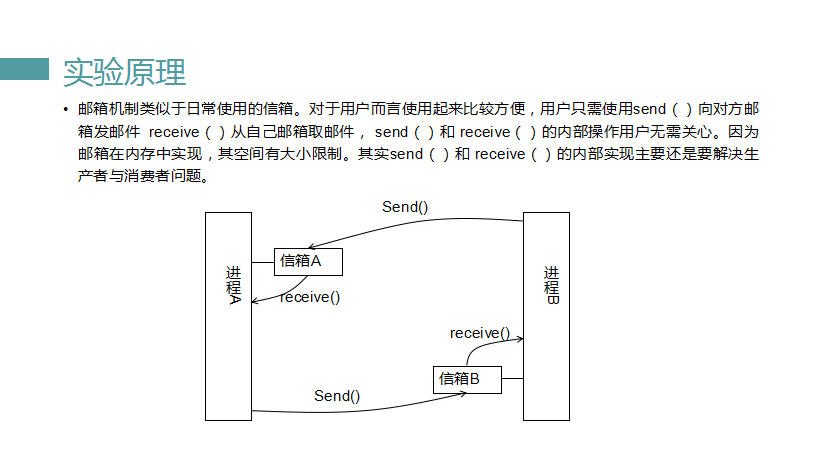 实验原理
• 邮箱机制类似于日常使用的信箱。对于用户而言使用起来比较方便，用户只需使用send（ ）向对方邮
箱发邮件 receive（ ）从自己邮箱取邮件， send（ ）和 receive（ ）的内部操作用户无需关心。因为
邮箱在内存中实现，其空间有大小限制。其实send（ ）和 receive（ ）的内部实现主要还是要解决生
产者与消费者问题。
Send()
信箱A
进程A
进程B
receive()
receive()
信箱B
Send()